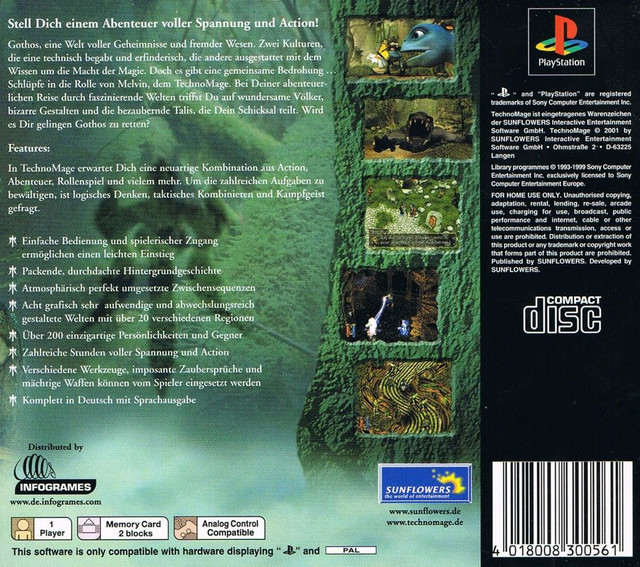 Stell Dich einem Abenteuer voller Spannung und Action!
Gothos, eine Welt voller Geheimnisse und fremder Wesen. Zwei Kulturen,
die eine technisch begabt und erfinderisch, die andere ausgestattet mit dem
Wissen um die Macht der Magie. Doch es gibt eine gemeinsame Bedrohung ...
Schlüpfe in die Rolle von Melvin, dem TechnoMage. Bei Deiner abenteuer-
lichen Reise durch faszinierende Welten triffst Du auf wundersame Völker,
bizarre Gestalten und die bezaubernde Talis, die Dein Schicksal teilt. Wird
es Dir gelingen Gothos zu retten?
Features:
In TechnoMage erwartet Dich eine neuartige Kombination aus Action,
Abenteuer, Rollenspiel und vielem mehr. Um die zahlreichen Aufgaben zu
bewältigen, ist logisches Denken, taktisches Kombinieren und Kampfgeist
gefragt.
Einfache Bedienung und spielerischer Zugang
ermöglichen einen leichten Einstieg
Packende, durchdachte Hintergrundgeschichte
Atmosphärisch perfekt umgesetzte Zwischensequenzen
Acht grafisch sehr aufwendige und abwechslungsreich
gestaltete Welten mit über 20 verschiedenen Regionen
Über 200 einzigartige Persönlichkeiten und Gegner
Zahlreiche Stunden voller Spannung und Action
Verschiedene Werkzeuge, imposante Zaubersprüche und
mächtige Waffen können vom Spieler eingesetzt werden
Komplett in Deutsch mit Sprachausgabe
Distributed by
INFOGRAMES
www.de.infogrames.com
1
Player
Memory Card
2 blocks
Analog Control
Compatible
This software is only compatible with hardware displaying " " and PAL
SUNFLOWERS
the world of entertainment
www.sunflowers.de
www.technomage.de
PlayStation
" " and "PlayStation" are registered
trademarks of Sony Computer Entertainment Inc.
TechnoMage ist eingetragenes Warenzeichen
der SUNFLOWERS Interactive Entertainment
Software GmbH. TechnoMage © 2001 by
SUNFLOWERS Interactive Entertainment
Software GmbH • Ohmstraße 2 • D-63225
Langen
Library programmes © 1993-1999 Sony Computer
Entertainment Inc. exclusively licensed to Sony
Computer Entertainment Europe.
FOR HOME USE ONLY. Unauthorised copying,
adaptation, rental, lending, re-sale, arcade
use, charging for use, broadcast, public
performance and internet, cable or other
telecommunications transmission, access or
use are prohibited. Distribution or extraction of
this product or any trademark or copyright work
that forms part of this product are prohibited.
Published by SUNFLOWERS. Developed by
SUNFLOWERS.
COMPACT
disc
4 018008 300561